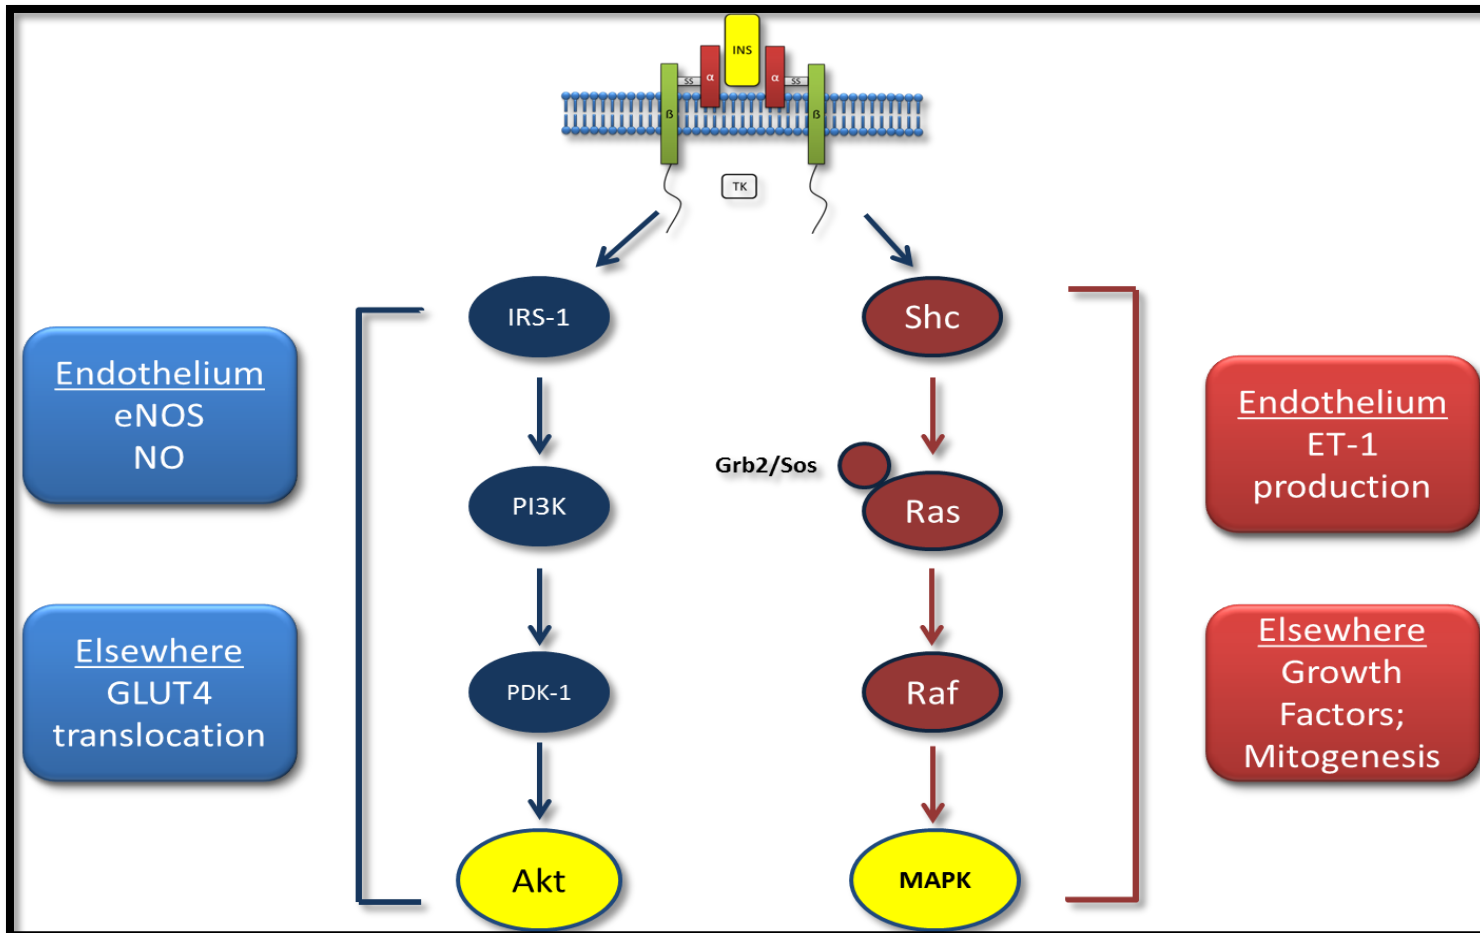 INS
α
α
SS
SS
ß
ß
TK
IRS-1
Shc
Endothelium
eNOS
NO
Endothelium
ET-1
production
Grb2/Sos
PI3K
Ras
Elsewhere
GLUT4
translocation
Elsewhere
Growth
Factors;
Mitogenesis
PDK-1
Raf
Akt
MAPK